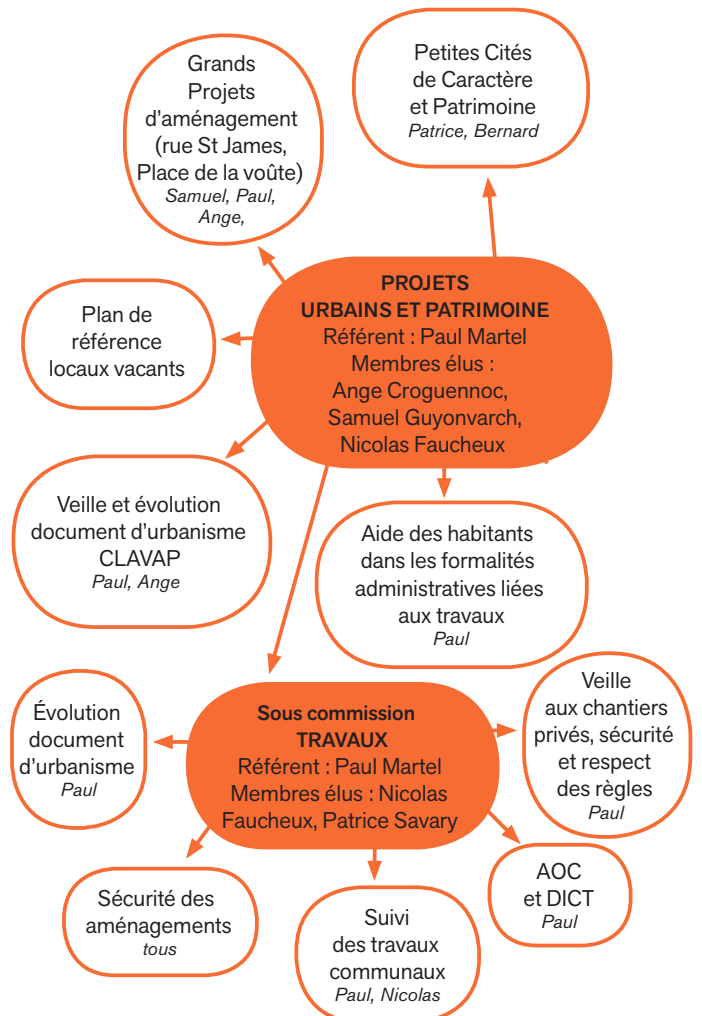 Grands
Projets
d'aménagement
(rue St James,
Place de la voûte)
Samuel, Paul,
Ange,
Petites Cités
de Caractère
et Patrimoine
Patrice, Bernard
PROJETS
URBAINS ET PATRIMOINE
Référent : Paul Martel
Membres élus :
Ange Croguennoc,
Samuel Guyonvarch,
Nicolas Faucheux
Plan de
référence
locaux vacants
Veille et évolution
document d'urbanisme
CLAVAP
Paul, Ange
Aide des habitants
dans les formalités
administratives liées
aux travaux
Paul
Sous commission
TRAVAUX
Référent : Paul Martel
Membres élus : Nicolas
Faucheux, Patrice Savary
Évolution
document
d'urbanisme
Paul
Veille
aux chantiers
privés, sécurité
et respect
des règles
Paul
Sécurité des
aménagements
tous
Suivi
des travaux
communaux
Paul, Nicolas
AOC
et DICT
Paul